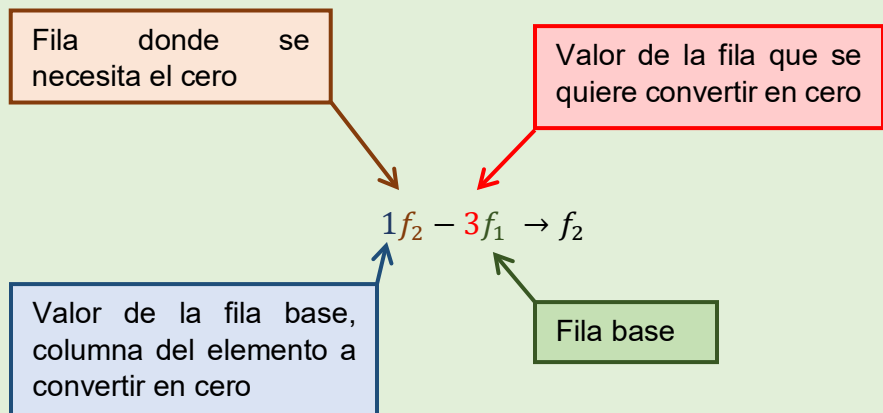 Fila donde se
necesita el cero
Valor de la fila que se
quiere convertir en cero
1f₂ − 3f₁ → f₂
Valor de la fila base,
columna del elemento a
convertir en cero
Fila base